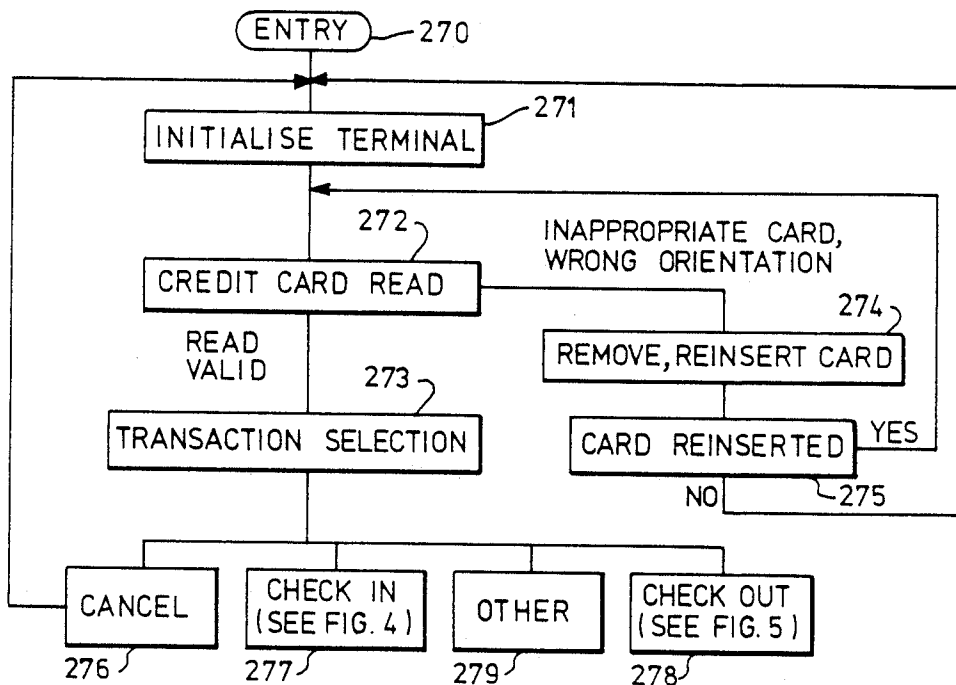 ENTRY
270
271
INITIALISE TERMINAL
272
INAPPROPRIATE CARD,
WRONG ORIENTATION
CREDIT CARD READ
274
READ
VALID
REMOVE, REINSERT CARD
273
TRANSACTION SELECTION
CARD REINSERTED
YES
NO
275
CANCEL
CHECK IN
(SEE FIG. 4)
OTHER
CHECK OUT
(SEE FIG. 5)
276
277
279
278